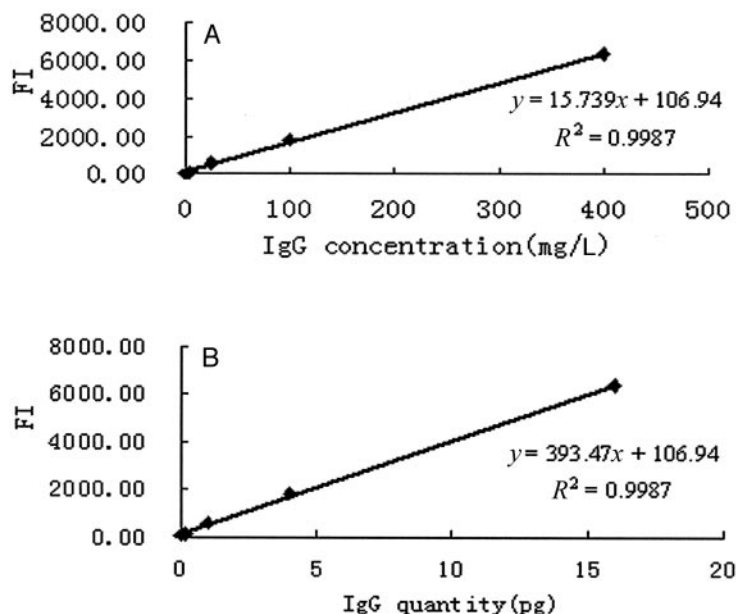 A
8000.00
6000.00
4000.00
2000.00
0.00
FI
y = 15.739x + 106.94
R² = 0.9987
0 100 200 300 400 500
IgG concentration(mg/L)
B
8000.00
6000.00
4000.00
2000.00
0.00
FI
y = 393.47x + 106.94
R² = 0.9987
0 5 10 15 20
IgG quantity(pg)